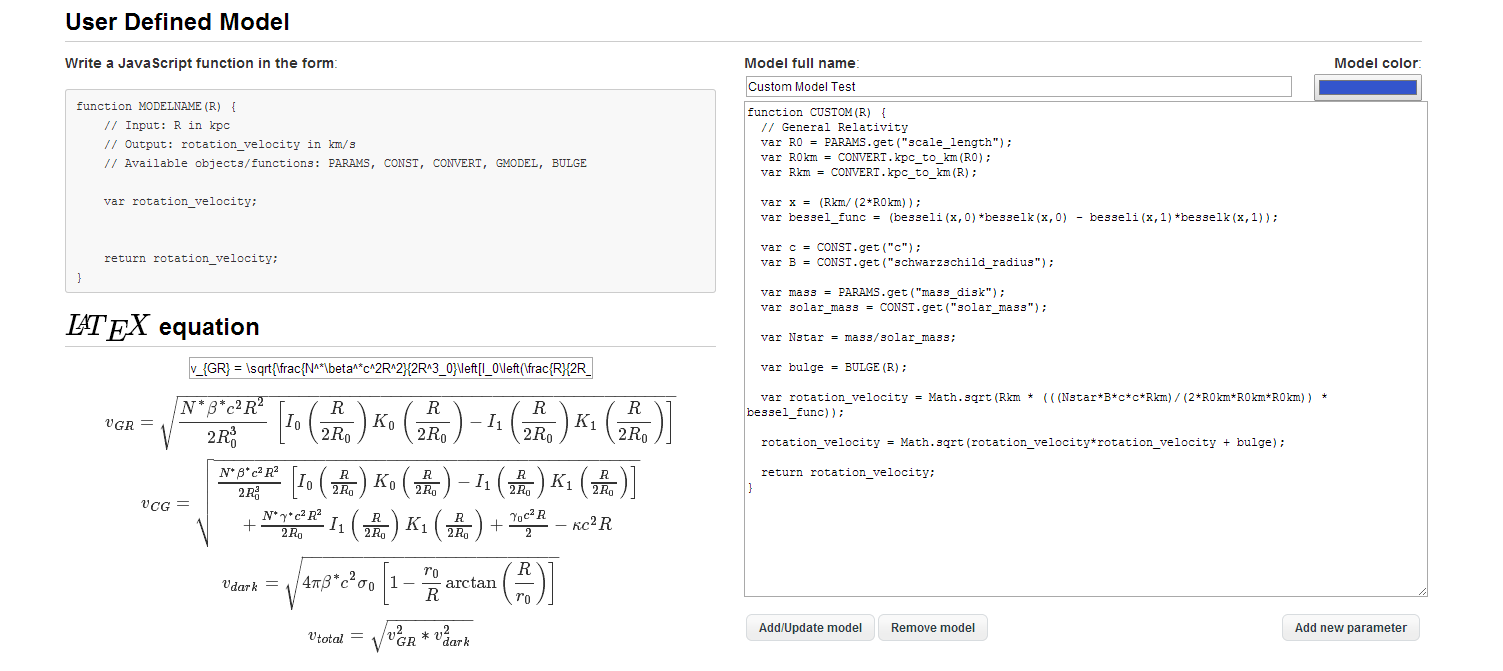 User Defined Model
Write a JavaScript function in the form:
function MODELNAME(R) {
// Input: R in kpc
// Output: rotation_velocity in km/s
// Available objects/functions: PARAMS, CONST, CONVERT, GMODEL, BULGE
var rotation_velocity;
return rotation_velocity;
}
LATEX equation
v_{GR} = \sqrt{\frac{N^*\beta^*c^2R^2}{2R^3_0}\left[I_0\left(\frac{R}{2R_
v_{GR} = \sqrt{\frac{N^*\beta^*c^2R^2}{2R_0^3}\left[I_0\left(\frac{R}{2R_0}\right)K_0\left(\frac{R}{2R_0}\right)-I_1\left(\frac{R}{2R_0}\right)K_1\left(\frac{R}{2R_0}\right)\right]}
v_{CG} = \sqrt{\frac{N^*\beta^*c^2R^2}{2R_0^3}\left[I_0\left(\frac{R}{2R_0}\right)K_0\left(\frac{R}{2R_0}\right)-I_1\left(\frac{R}{2R_0}\right)K_1\left(\frac{R}{2R_0}\right)\right]
+\frac{N^*\gamma^*c^2R^2}{2R_0}I_1\left(\frac{R}{2R_0}\right)K_1\left(\frac{R}{2R_0}\right)+\frac{\gamma_0c^2R}{2}-\kappa c^2R}
v_{dark} = \sqrt{4\pi\beta^*c^2\sigma_0\left[1-\frac{r_0}{R}\arctan\left(\frac{R}{r_0}\right)\right]}
v_{total} = \sqrt{v_{GR}^2*v_{dark}^2}
Model full name:
Model color:
Custom Model Test
function CUSTOM(R) {
// General Relativity
var R0 = PARAMS.get("scale_length");
var R0km = CONVERT.kpc_to_km(R0);
var Rkm = CONVERT.kpc_to_km(R);
var x = (Rkm/(2*R0km));
var bessel_func = (besseli(x,0)*besselk(x,0) - besseli(x,1)*besselk(x,1));
var c = CONST.get("c");
var B = CONST.get("schwarzschild_radius");
var mass = PARAMS.get("mass_disk");
var solar_mass = CONST.get("solar_mass");
var Nstar = mass/solar_mass;
var bulge = BULGE(R);
var rotation_velocity = Math.sqrt(Rkm * (((Nstar*B*c*c*Rkm)/(2*R0km*R0km*R0km)) *
bessel_func));
rotation_velocity = Math.sqrt(rotation_velocity*rotation_velocity + bulge);
return rotation_velocity;
}
Add/Update model
Remove model
Add new parameter